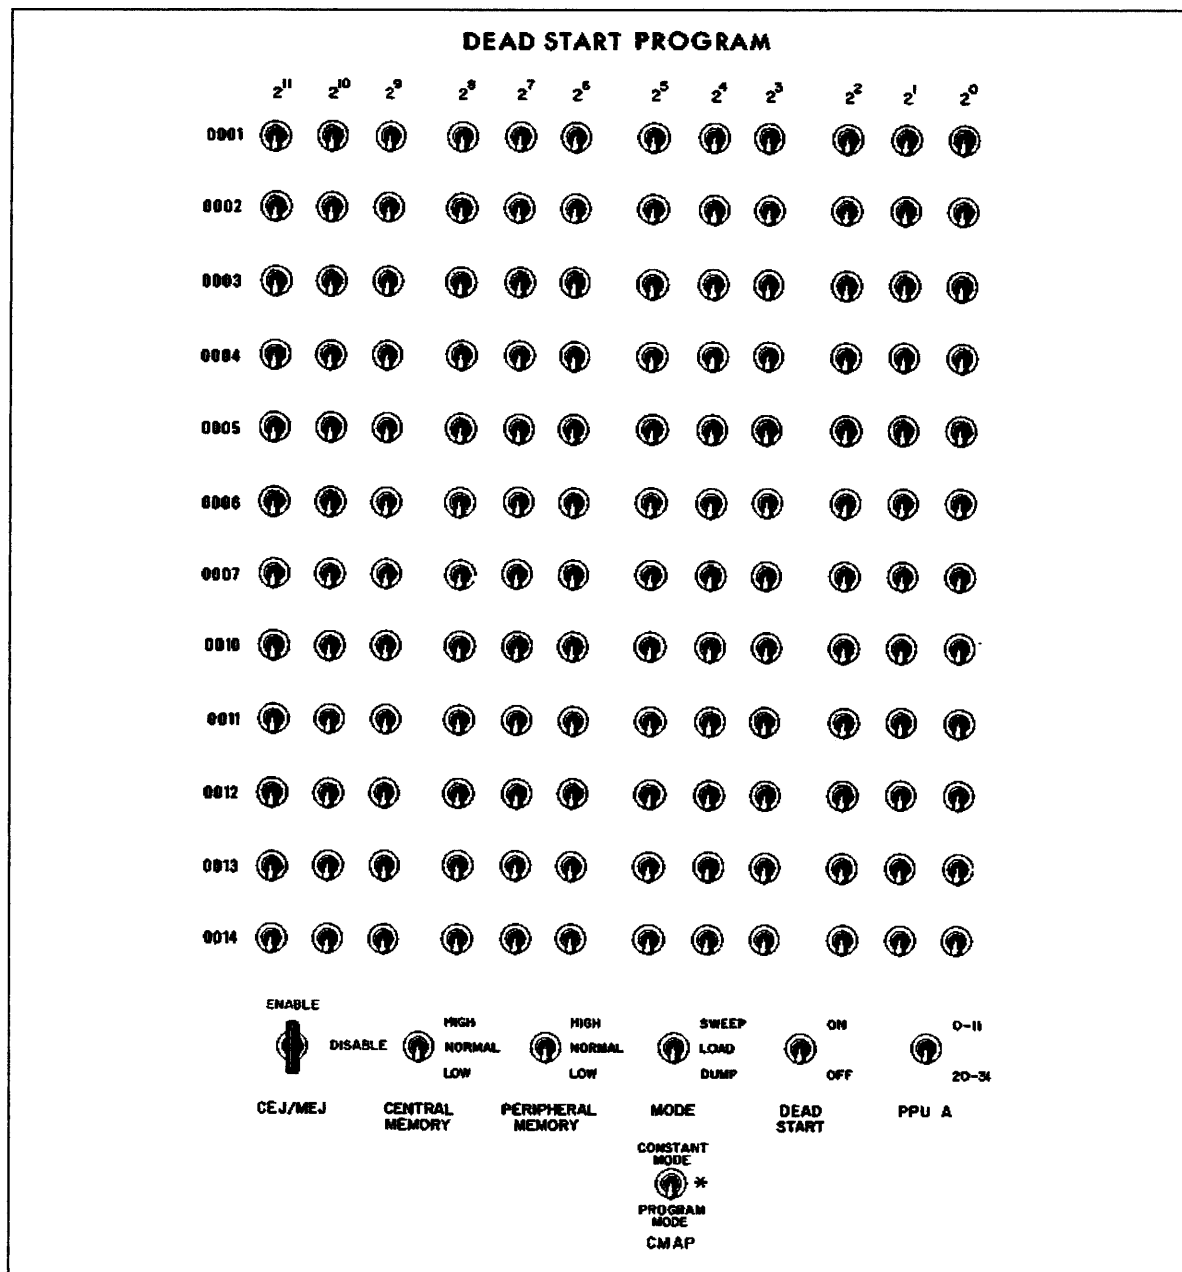 DEAD START PROGRAM
2¹¹ 2¹⁰ 2⁹ 2⁸ 2⁷ 2⁶ 2⁵ 2⁴ 2³ 2² 2¹ 2⁰
0001
0002
0003
0004
0005
0006
0007
0010
0011
0012
0013
0014
ENABLE
DISABLE
CEJ/MEJ
HIGH
NORMAL
LOW
CENTRAL
MEMORY
HIGH
NORMAL
LOW
PERIPHERAL
MEMORY
SWEEP
LOAD
DUMP
MODE
ON
OFF
DEAD
START
0-11
20-31
PPU A
CONSTANT
MODE
*
PROGRAM
MODE
CMAP